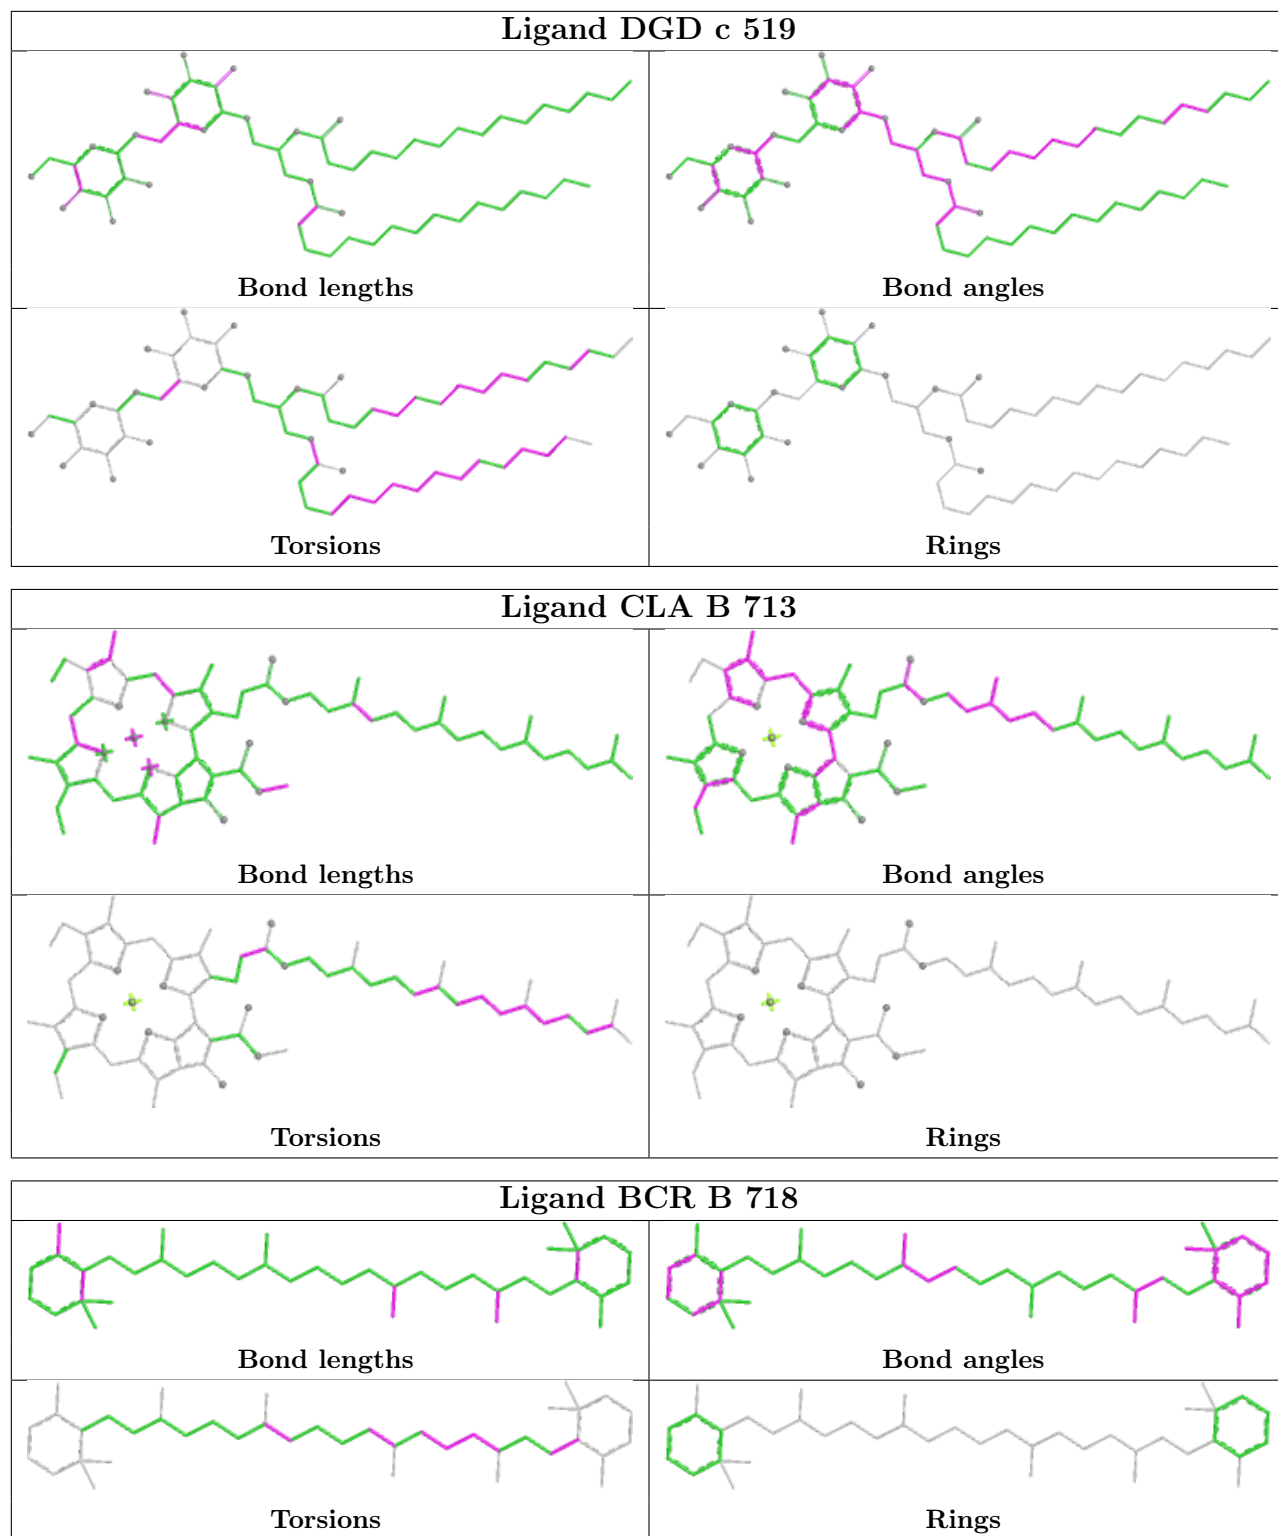 Ligand DGD c 519
Bond lengths
Bond angles
Torsions
Rings
Ligand CLA B 713
Bond lengths
Bond angles
Torsions
Rings
Ligand BCR B 718
Bond lengths
Bond angles
Torsions
Rings